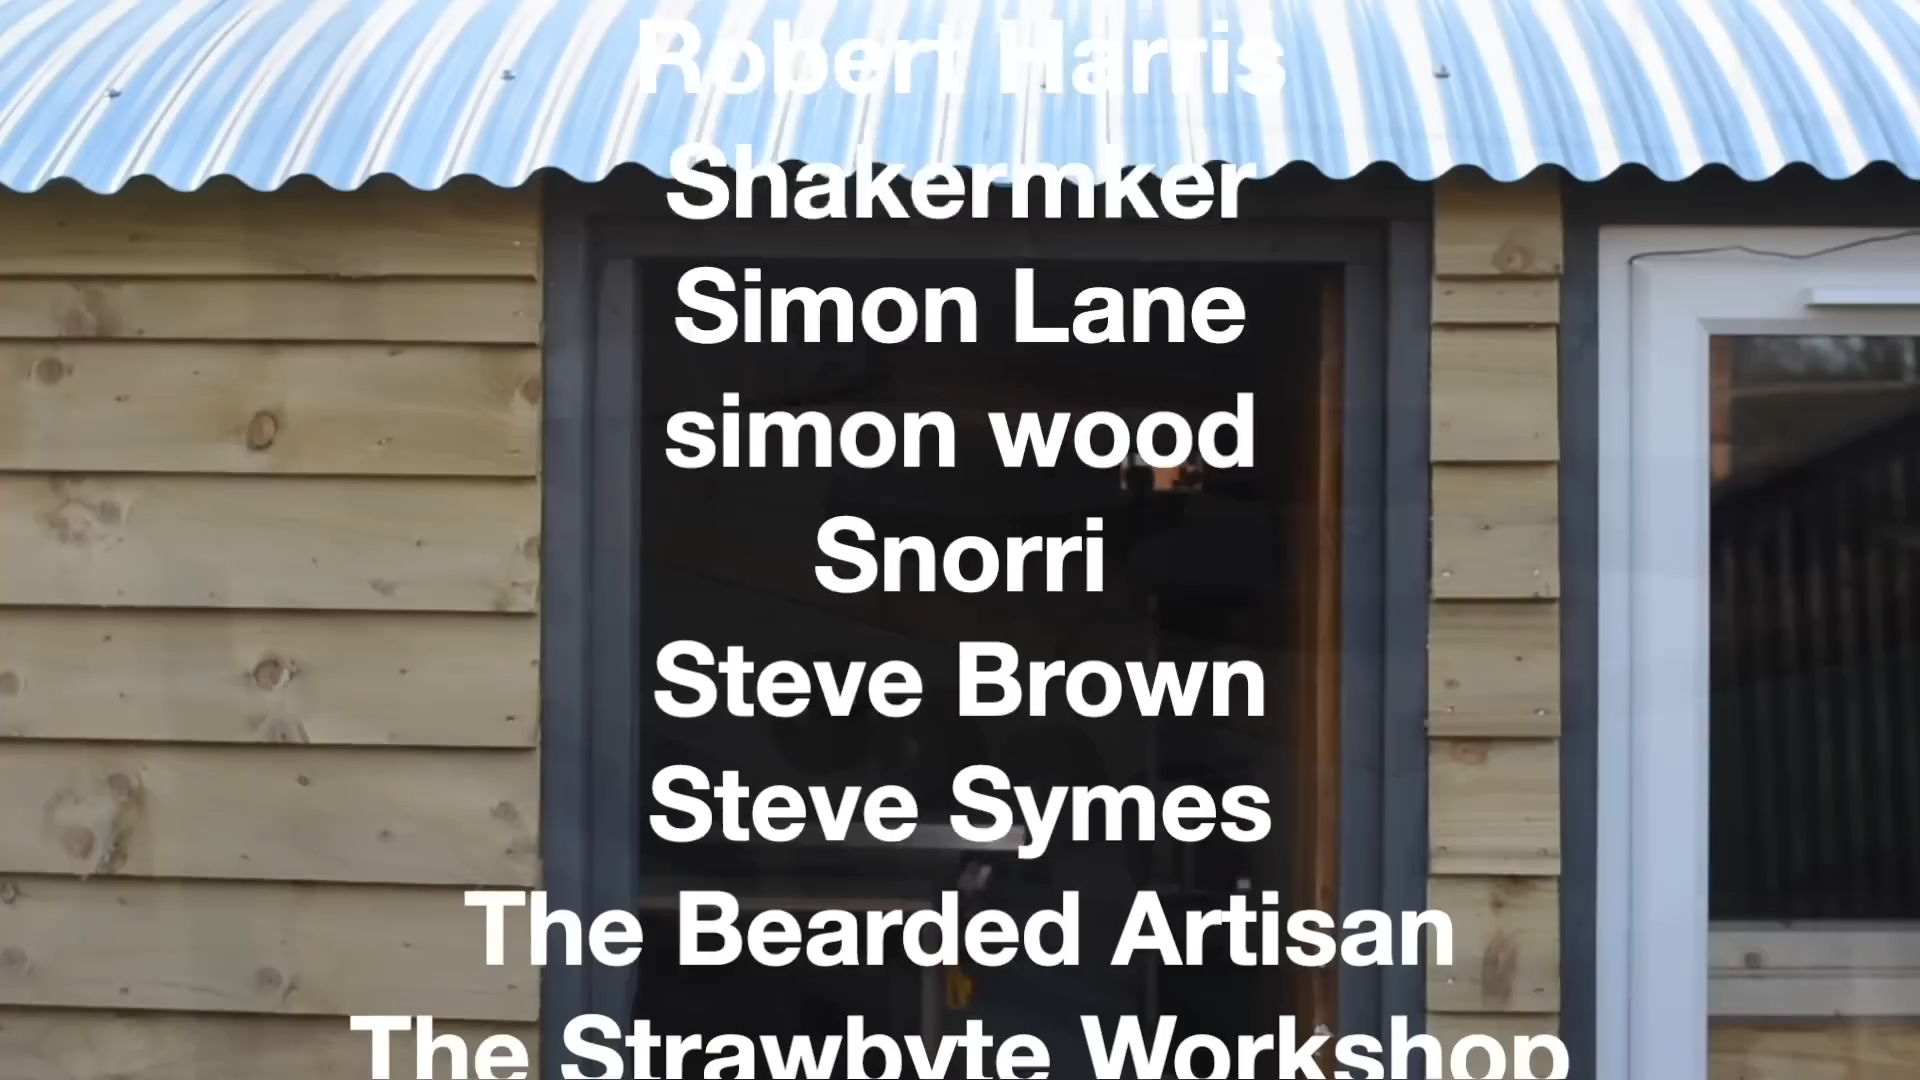 Robert Harris
Shakermker
Simon Lane
simon wood
Snorri
Steve Brown
Steve Symes
The Bearded Artisan
The Strawbyte Workshop